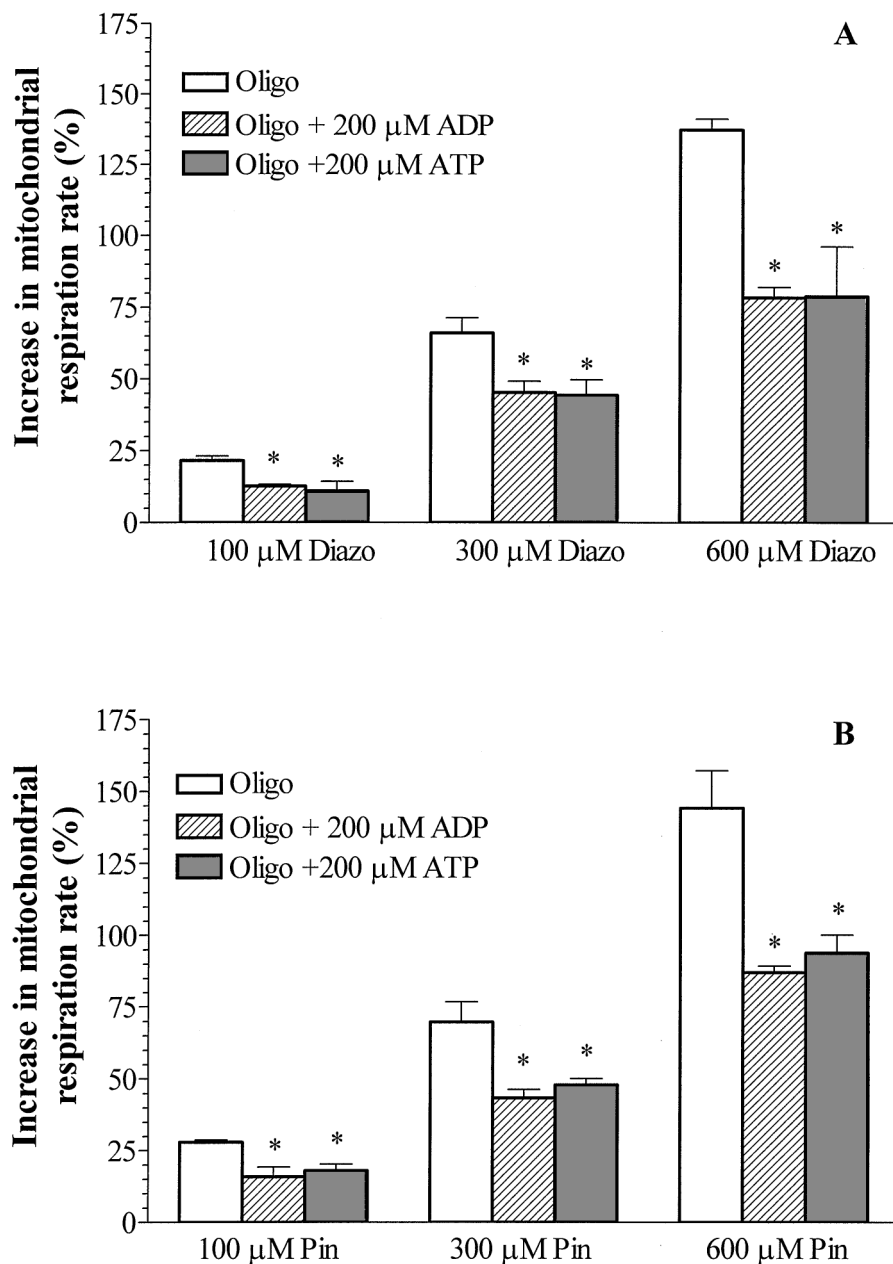 A
Increase in mitochondrial
respiration rate (%)
175
150
125
100
75
50
25
0
Oligo
Oligo + 200 μM ADP
Oligo +200 μM ATP
* *
* *
* *
100 μM Diazo
300 μM Diazo
600 μM Diazo
B
Increase in mitochondrial
respiration rate (%)
175
150
125
100
75
50
25
0
Oligo
Oligo + 200 μM ADP
Oligo +200 μM ATP
* *
* *
* *
100 μM Pin
300 μM Pin
600 μM Pin